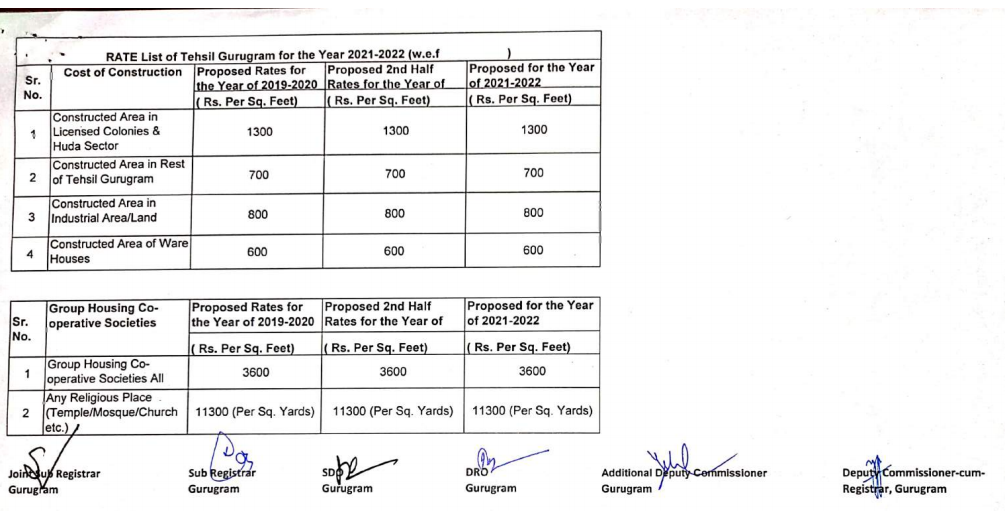 RATE List of Tehsil Gurugram for the Year 2021-2022 (w.e.f )
Sr. No. Cost of Construction Proposed Rates for the Year of 2019-2020 Proposed 2nd Half Rates for the Year of Proposed for the Year of 2021-2022
( Rs. Per Sq. Feet) ( Rs. Per Sq. Feet) ( Rs. Per Sq. Feet)
1 Constructed Area in Licensed Colonies & Huda Sector 1300 1300 1300
2 Constructed Area in Rest of Tehsil Gurugram 700 700 700
3 Constructed Area in Industrial Area/Land 800 800 800
4 Constructed Area of Ware Houses 600 600 600
Sr. No. Group Housing Co-operative Societies Proposed Rates for the Year of 2019-2020 Proposed 2nd Half Rates for the Year of Proposed for the Year of 2021-2022
( Rs. Per Sq. Feet) ( Rs. Per Sq. Feet) ( Rs. Per Sq. Feet)
1 Group Housing Co-operative Societies All 3600 3600 3600
2 Any Religious Place (Temple/Mosque/Church etc.) 11300 (Per Sq. Yards) 11300 (Per Sq. Yards) 11300 (Per Sq. Yards)
Joint Sub Registrar Sub Registrar SDO DRO Additional Deputy Commissioner Deputy Commissioner-cum-
Gurugram Gurugram Gurugram Gurugram Gurugram Registrar, Gurugram